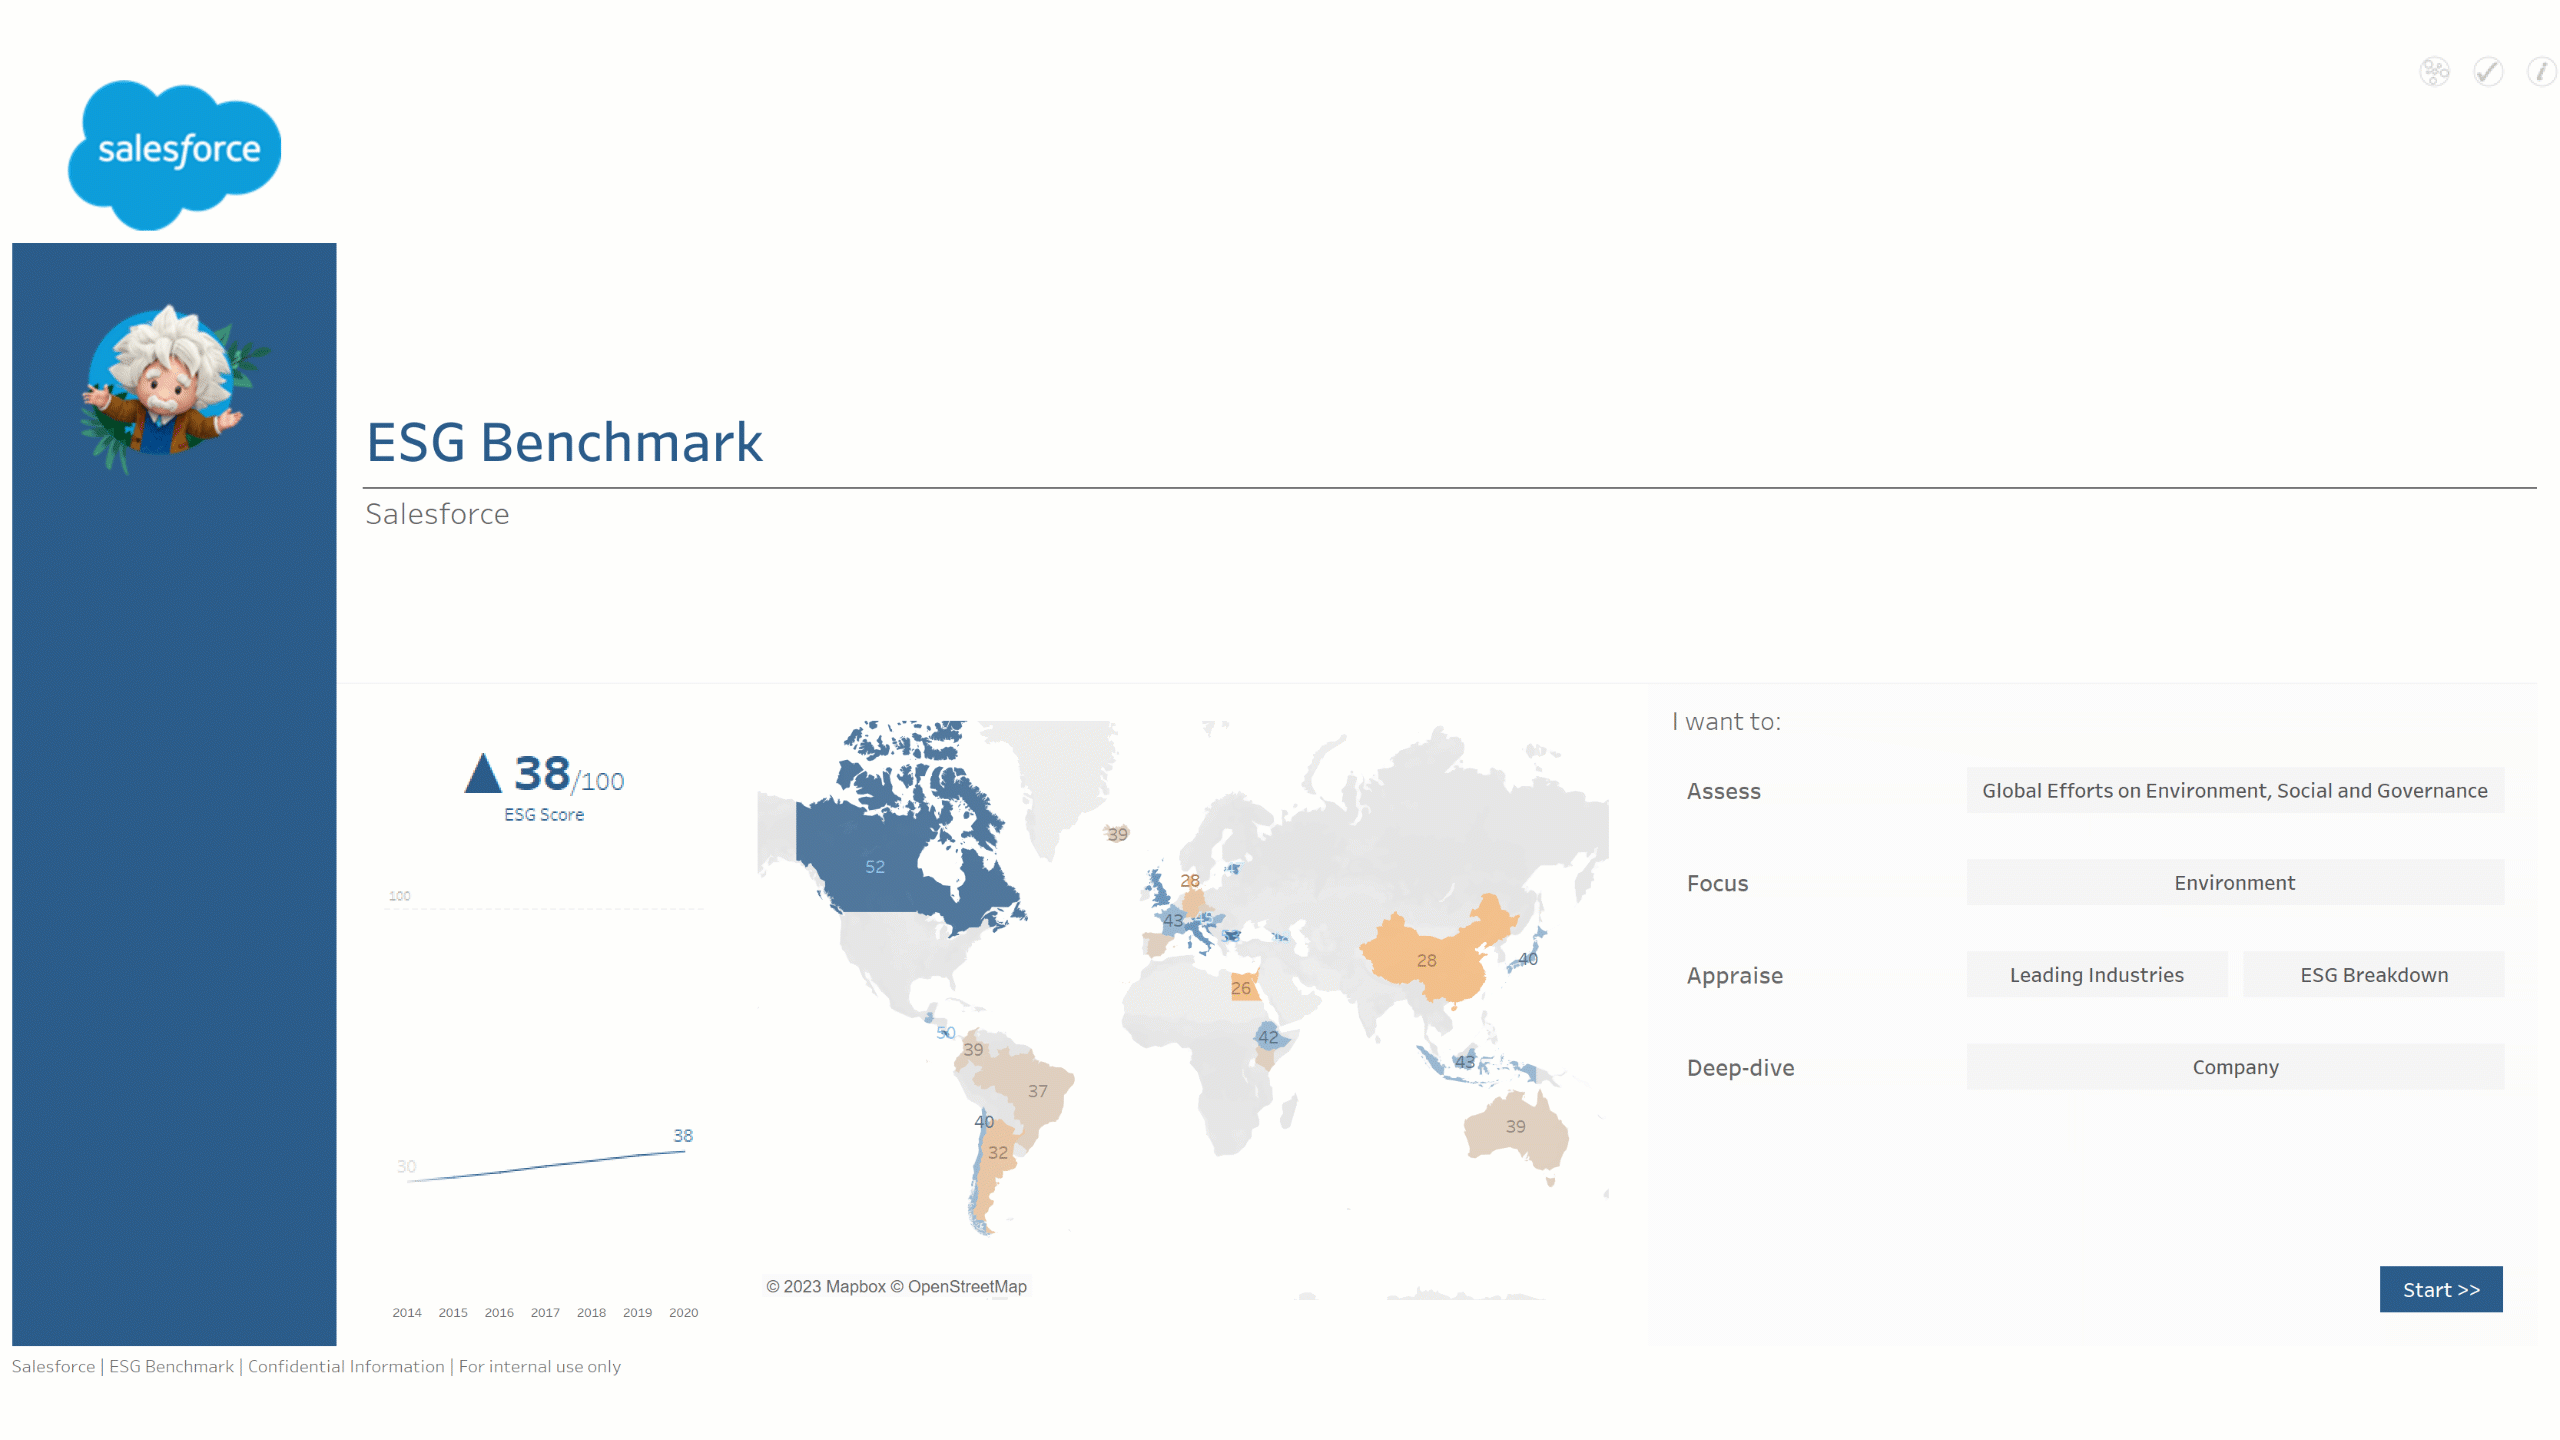 salesforce
ESG Benchmark
Salesforce
38/100
ESG Score
100
30
38
2014 2015 2016 2017 2018 2019 2020
52
39
28
43
28
40
26
50
42
39
43
37
40
39
32
© 2023 Mapbox © OpenStreetMap
I want to:
Assess Global Efforts on Environment, Social and Governance
Focus Environment
Appraise Leading Industries ESG Breakdown
Deep-dive Company
Start >>
Salesforce | ESG Benchmark | Confidential Information | For internal use only